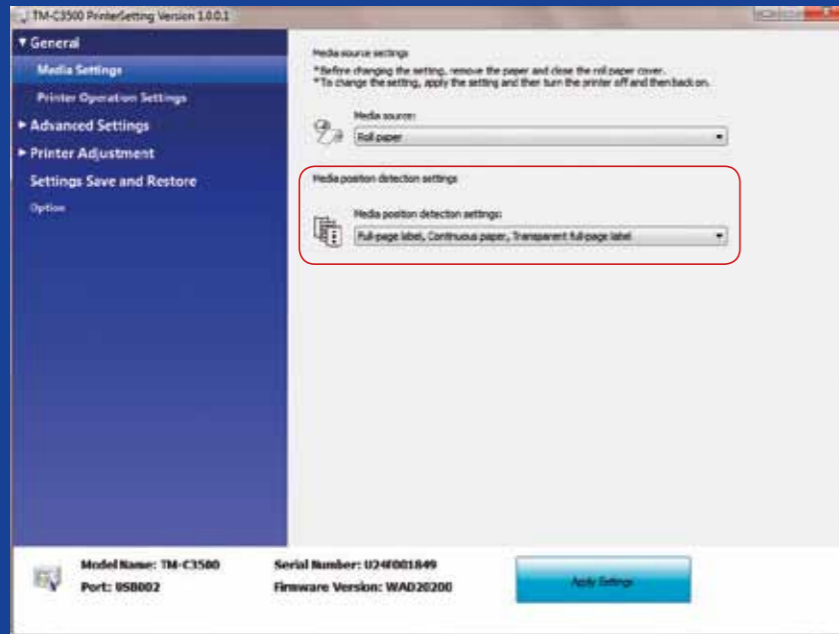 TM-C3500 PrinterSetting Version 1.0.0.1
General
Media Settings
Printer Operation Settings
Advanced Settings
Printer Adjustment
Settings Save and Restore
Option
Media source settings
*Before changing the setting, remove the paper and close the roll paper cover.
*To change the setting, apply the setting and then turn the printer off and then back on.
Media source:
Roll paper
Media position detection settings
Media position detection settings:
Full-page label, Continuous paper, Transparent full-page label
Model Name: TM-C3500 Serial Number: U24F001849
Port: USB002 Firmware Version: WAD20200
Apply Settings